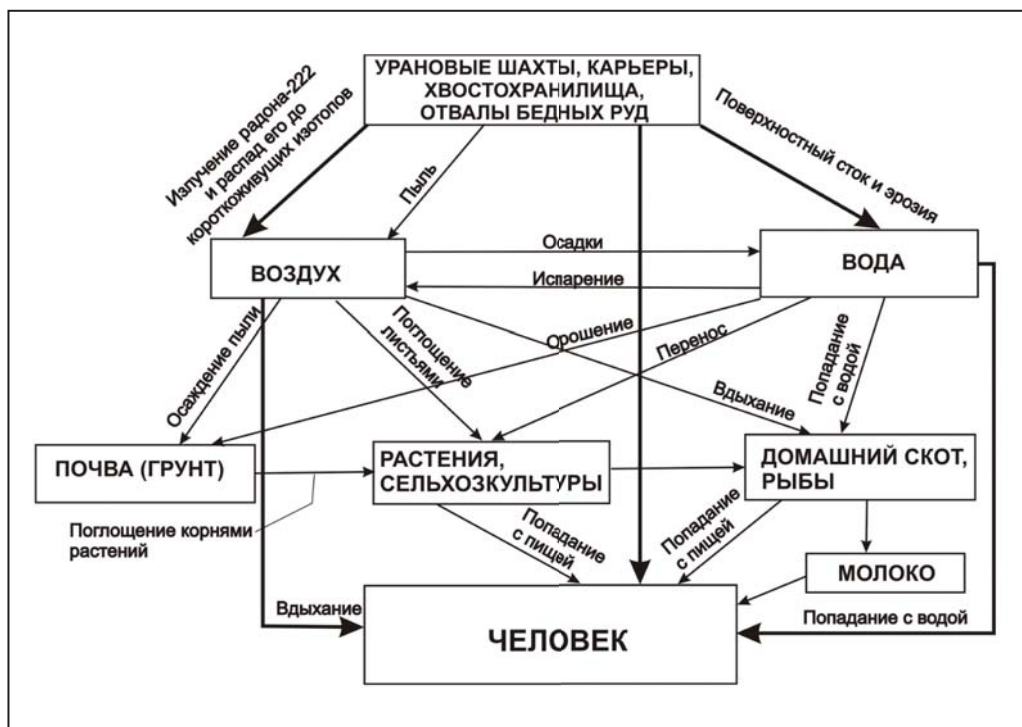 УРАНОВЫЕ ШАХТЫ, КАРЬЕРЫ,
ХВОСТОХРАНИЛИЩА,
ОТВАЛЫ БЕДНЫХ РУД
Излучение радона-222
и распад его до
короткоживущих изотопов
Пыль
Поверхностный сток и эрозия
ВОЗДУХ
Осадки
Испарение
ВОДА
Осаждение пыли
Поглощение
листьями
Орошение
Перенос
Вдыхание
Попадание
с водой
ПОЧВА (ГРУНТ)
РАСТЕНИЯ,
СЕЛЬХОЗКУЛЬТУРЫ
ДОМАШНИЙ СКОТ,
РЫБЫ
Поглощение корнями
растений
Попадание
с пищей
Попадание
с пищей
МОЛОКО
Вдыхание
ЧЕЛОВЕК
Попадание с водой